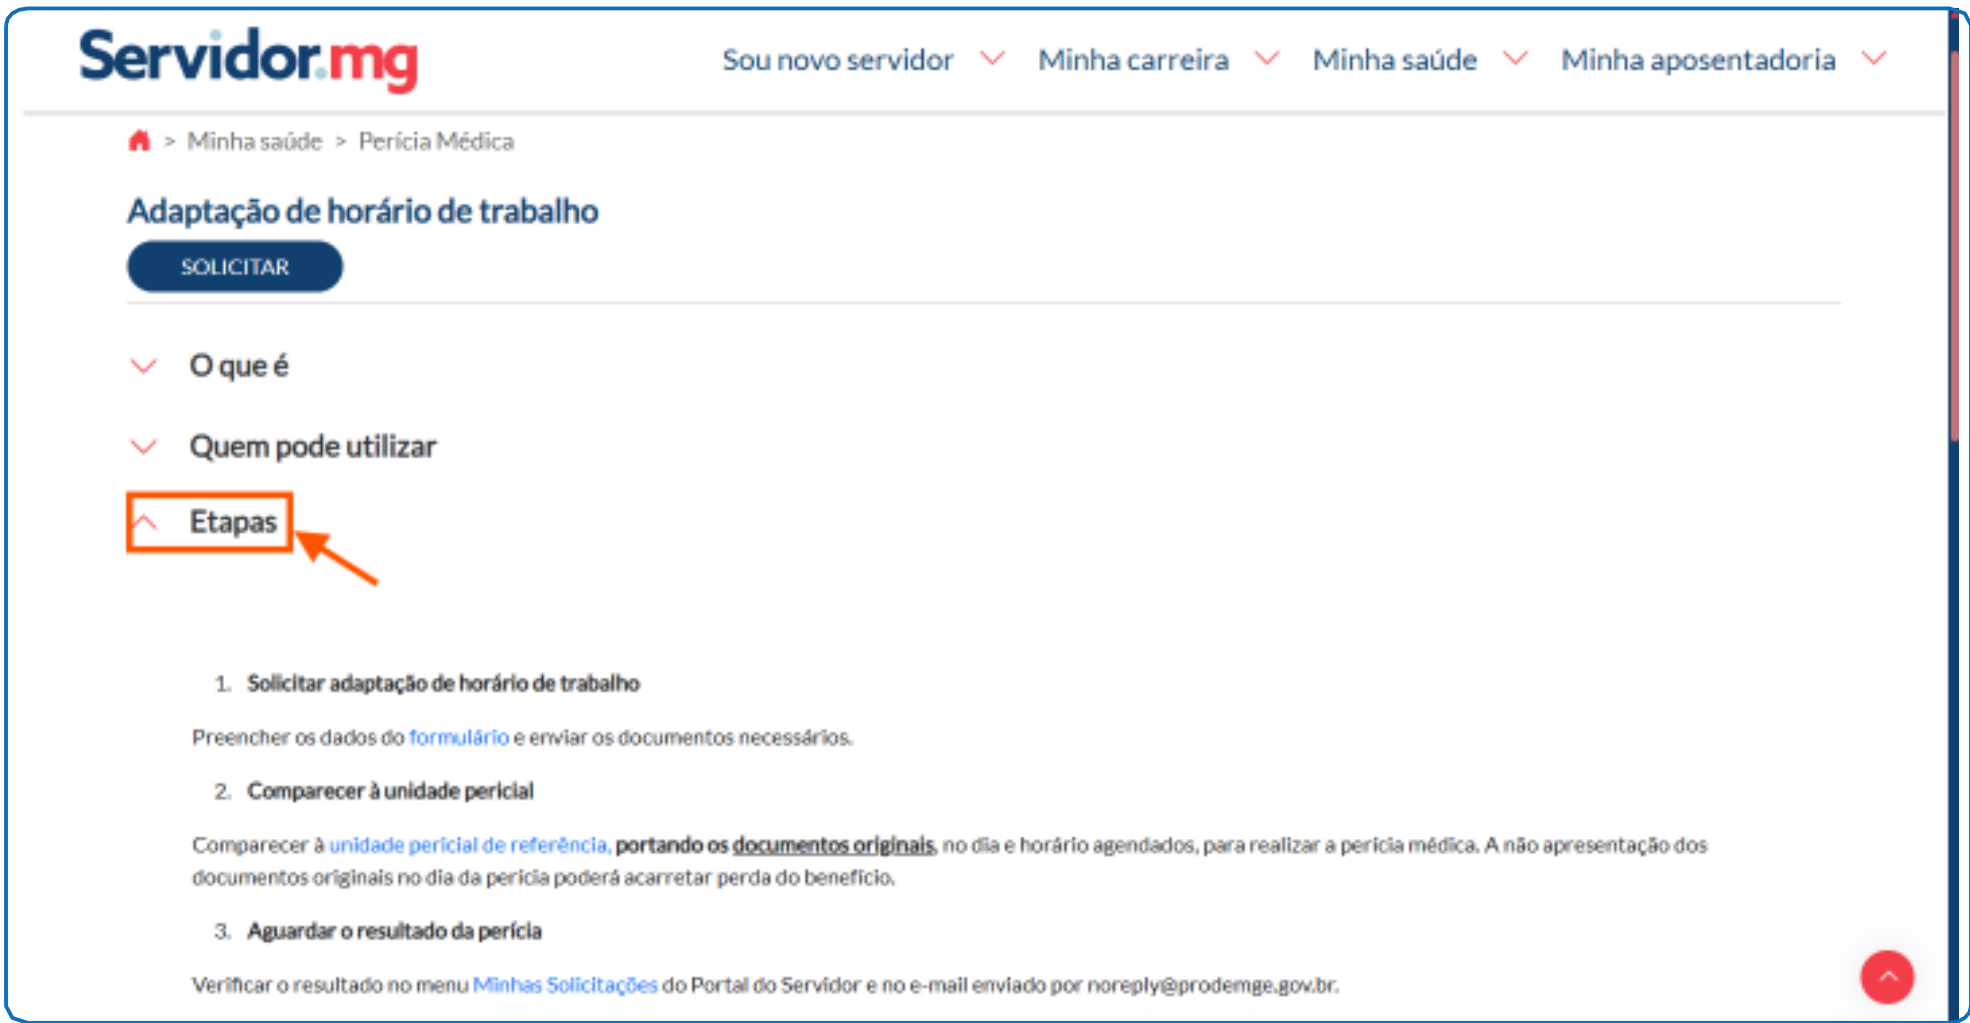 Servidor.mg
Sou novo servidor Minha carreira Minha saúde Minha aposentadoria
> Minha saúde > Perícia Médica
Adaptação de horário de trabalho
SOLICITAR
O que é
Quem pode utilizar
Etapas
1. Solicitar adaptação de horário de trabalho
Preencher os dados do formulário e enviar os documentos necessários.
2. Comparecer à unidade pericial
Comparecer à unidade pericial de referência, portando os documentos originais, no dia e horário agendados, para realizar a perícia médica. A não apresentação dos
documentos originais no dia da perícia poderá acarretar perda do benefício.
3. Aguardar o resultado da perícia
Verificar o resultado no menu Minhas Solicitações do Portal do Servidor e no e-mail enviado por noreply@prodemge.gov.br.